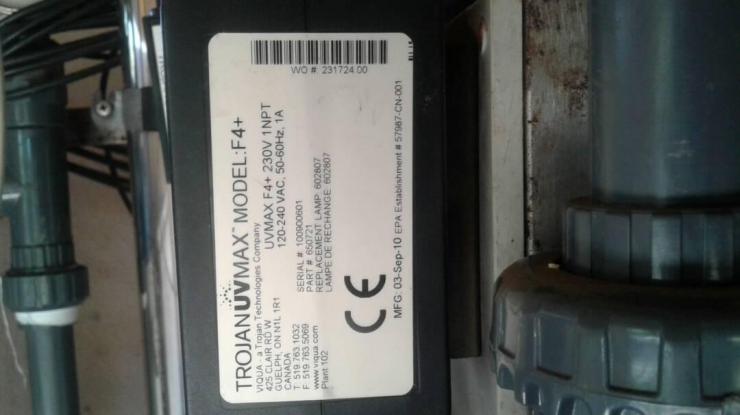 WO # 231724.00
TROJANUVMAX™ MODEL:F4+
VIQUA - a Trojan Technologies Company
425 CLAIR RD W
GUELPH, ON N1L 1R1
CANADA
T. 519.763.1032
F. 519.763.5069
www.viqua.com
Plant 102
UVMAX F4+ 230V 1NPT
120-240 VAC, 50-60Hz, 1A
SERIAL # 100900601
PART # 650721
REPLACEMENT LAMP: 602807
LAMPE DE RECHANGE: 602807
CE
MFG: 03-Sep-10 EPA Establishment # 57987-CN-001